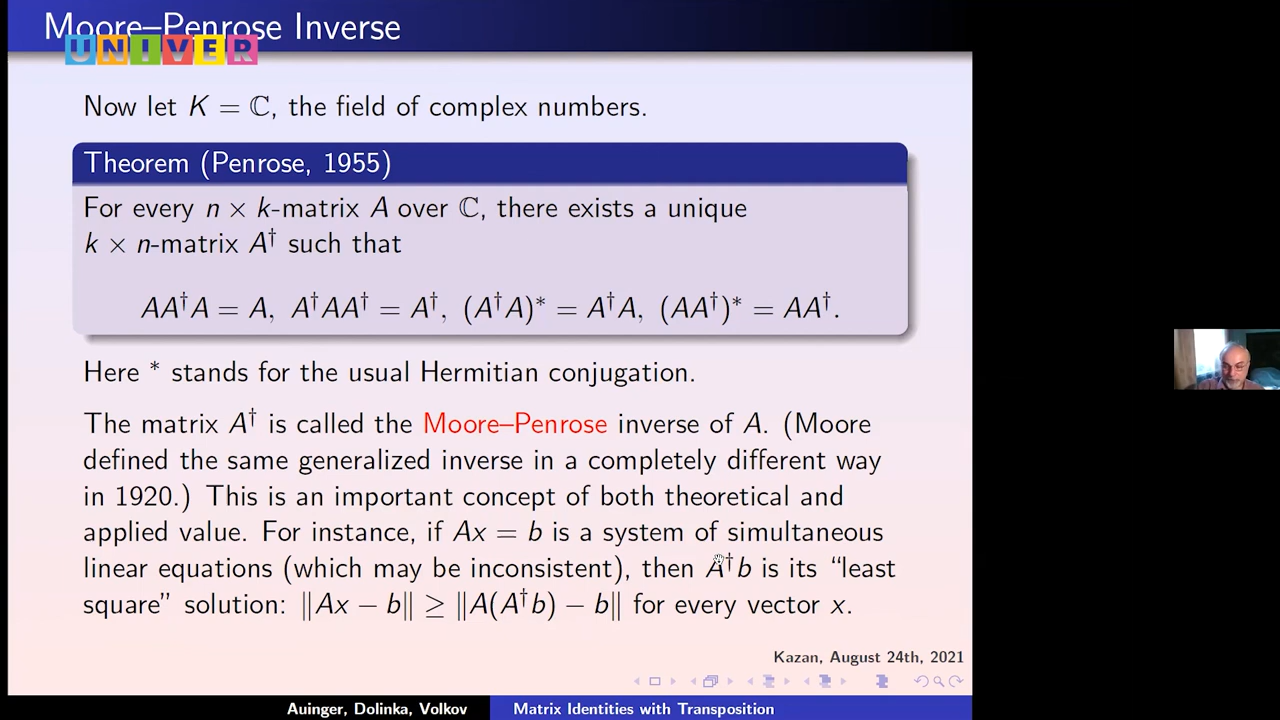 Moore–Penrose Inverse
UNIVER
Now let K = ℂ, the field of complex numbers.
Theorem (Penrose, 1955)
For every n × k-matrix A over ℂ, there exists a unique
k × n-matrix A† such that
AA†A = A, A†AA† = A†, (A†A)* = A†A, (AA†)* = AA†.
Here * stands for the usual Hermitian conjugation.
The matrix A† is called the Moore–Penrose inverse of A. (Moore
defined the same generalized inverse in a completely different way
in 1920.) This is an important concept of both theoretical and
applied value. For instance, if Ax = b is a system of simultaneous
linear equations (which may be inconsistent), then A†b is its “least
square” solution: ‖Ax − b‖ ≥ ‖A(A†b) − b‖ for every vector x.
Kazan, August 24th, 2021
Auinger, Dolinka, Volkov
Matrix Identities with Transposition